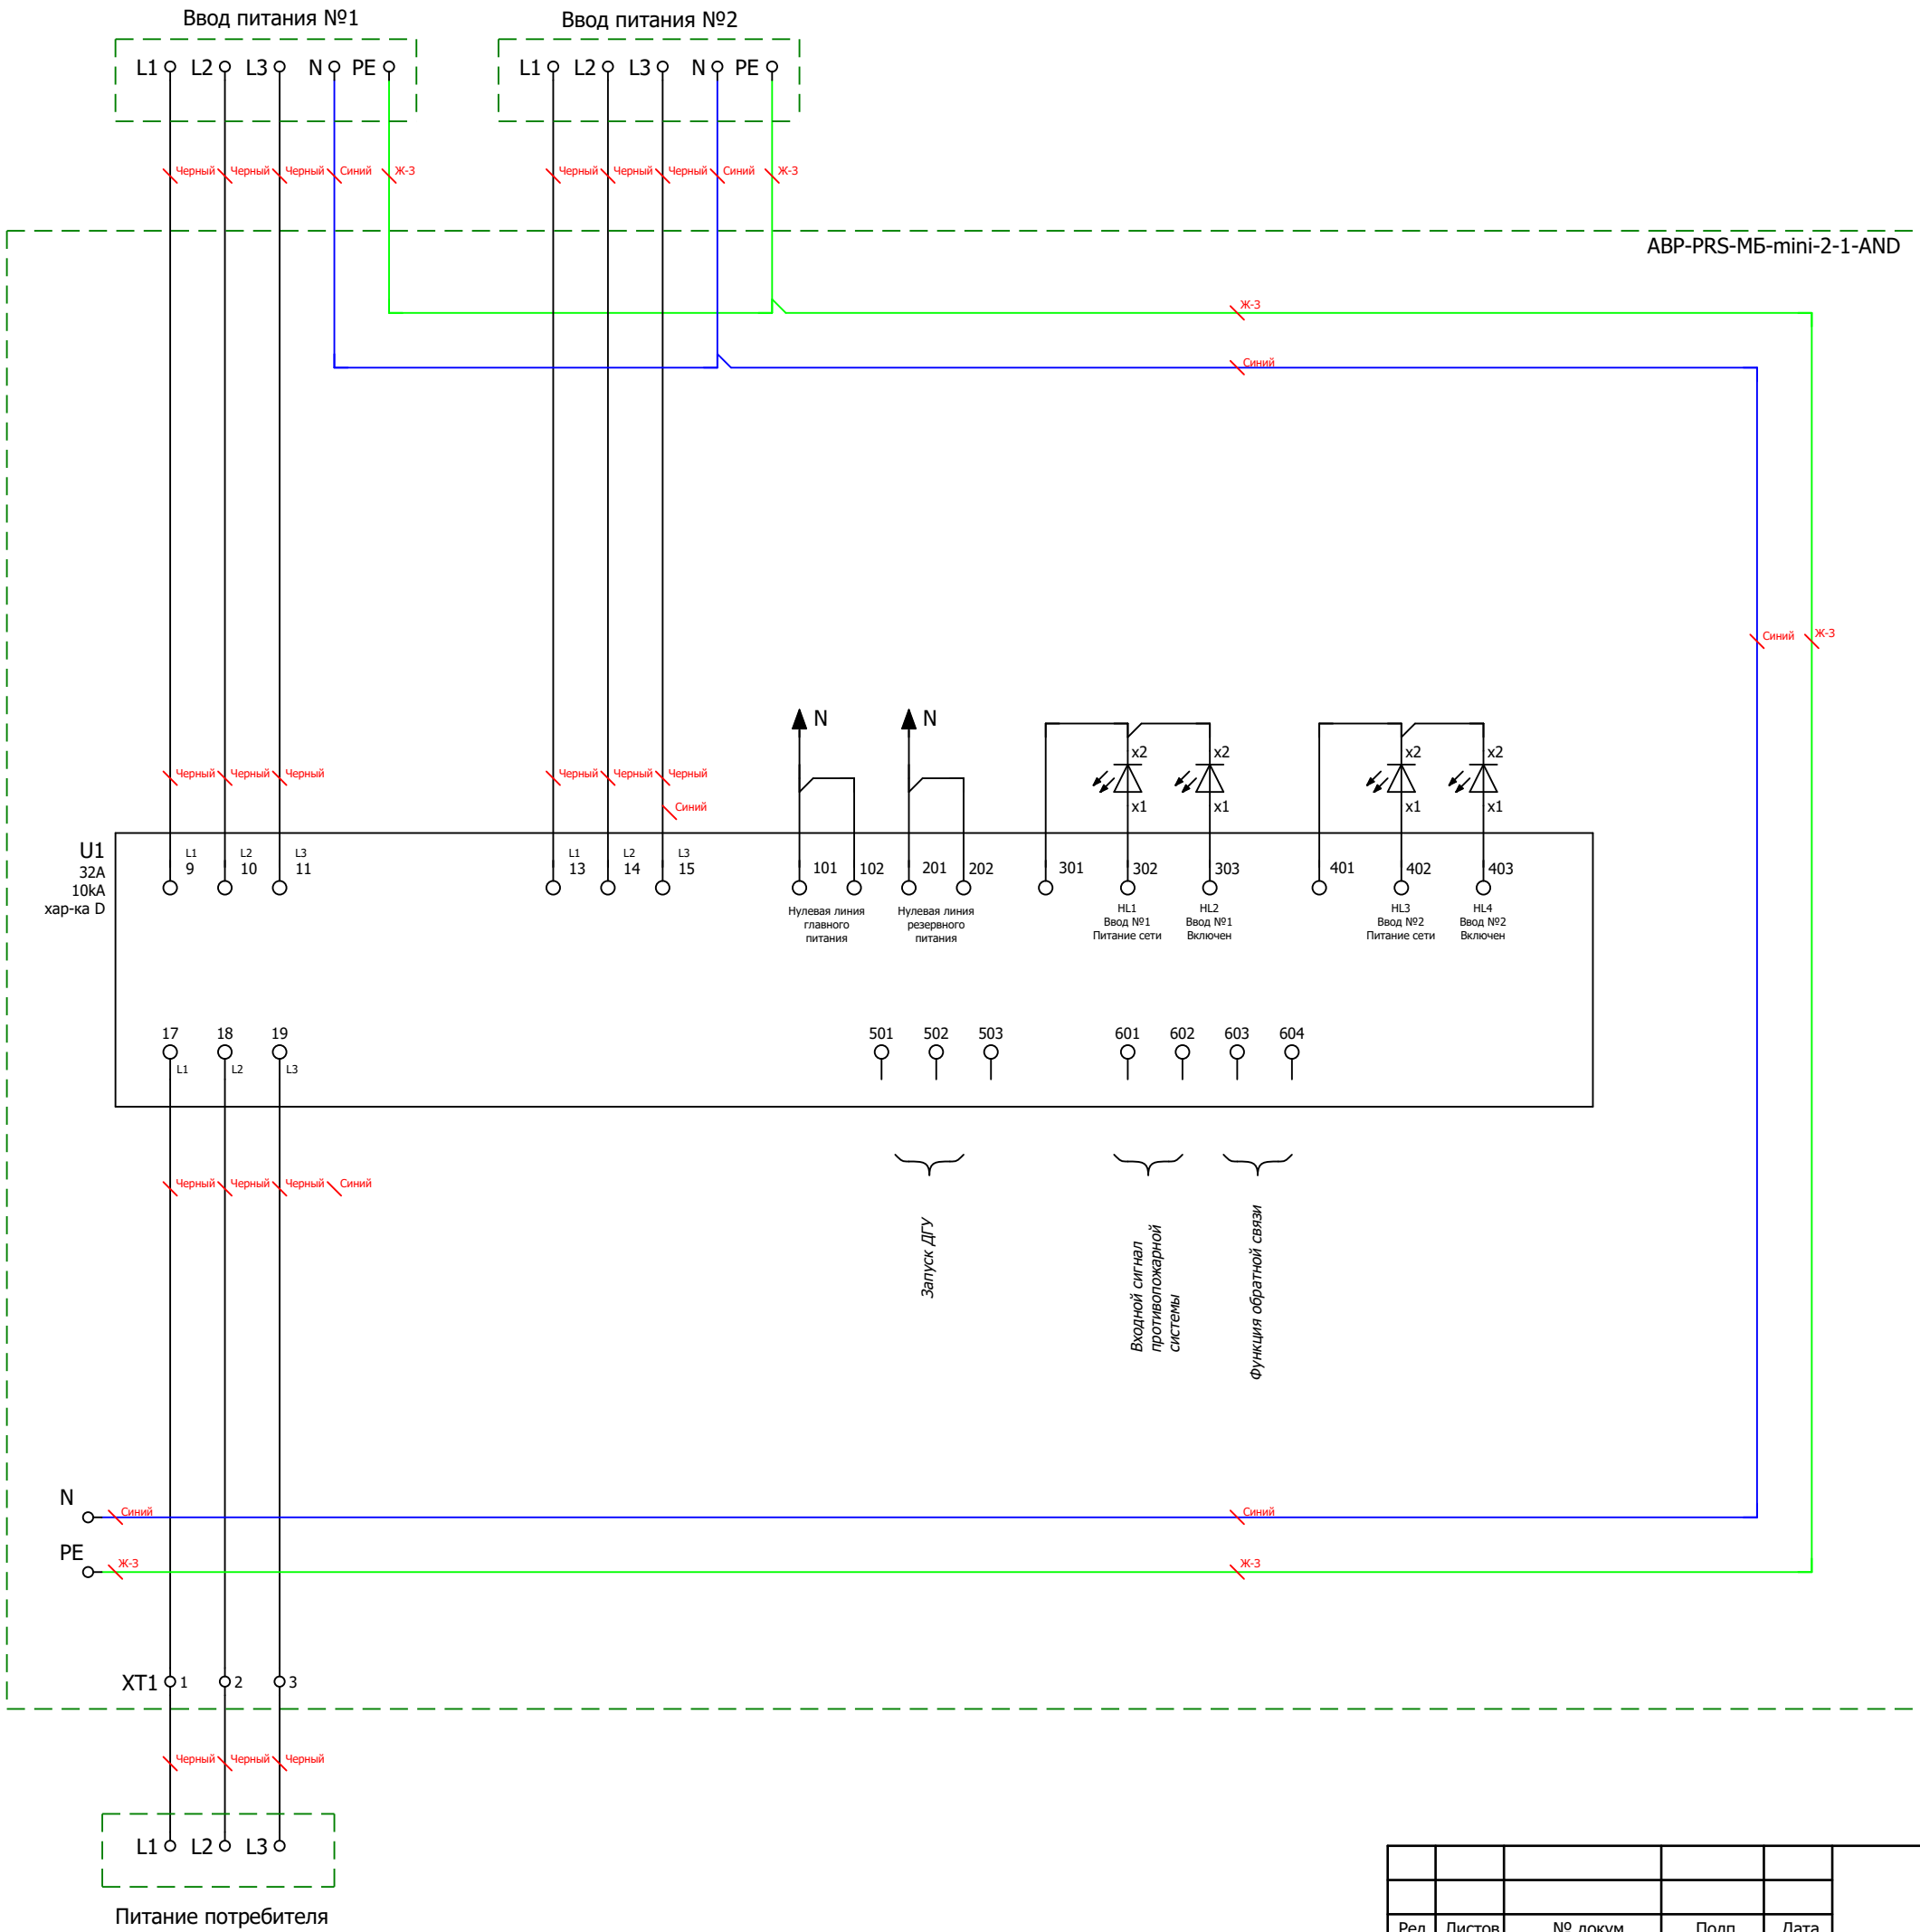 Ввод питания №1
Ввод питания №2
L1 L2 L3 N PE
L1 L2 L3 N PE
Черный Черный Черный Синий Ж-З
Черный Черный Черный Синий Ж-З
АВР-PRS-МБ-mini-2-1-AND
Ж-З
Синий
Синий Ж-З
N N
x2 x2 x2 x2
Черный Черный Черный
Черный Черный Черный
x1 x1 x1 x1
Синий
U1
32A
10kA
хар-ка D
L1 L2 L3
9 10 11
L1 L2 L3
13 14 15
101 102 201 202 301 302 303 401 402 403
Нулевая линия
главного
питания
Нулевая линия
резервного
питания
HL1
Ввод №1
Питание сети
HL2
Ввод №1
Включен
HL3
Ввод №2
Питание сети
HL4
Ввод №2
Включен
17 18 19
L1 L2 L3
501 502 503 601 602 603 604
Черный Черный Черный Синий
Запуск ДГУ
Входной сигнал
противопожарной
системы
Функция обратной связи
N
Синий Синий
PE
Ж-З Ж-З
XT1 1 2 3
Черный Черный Черный
L1 L2 L3
Питание потребителя
Ред Листов № докум. Подп. Дата